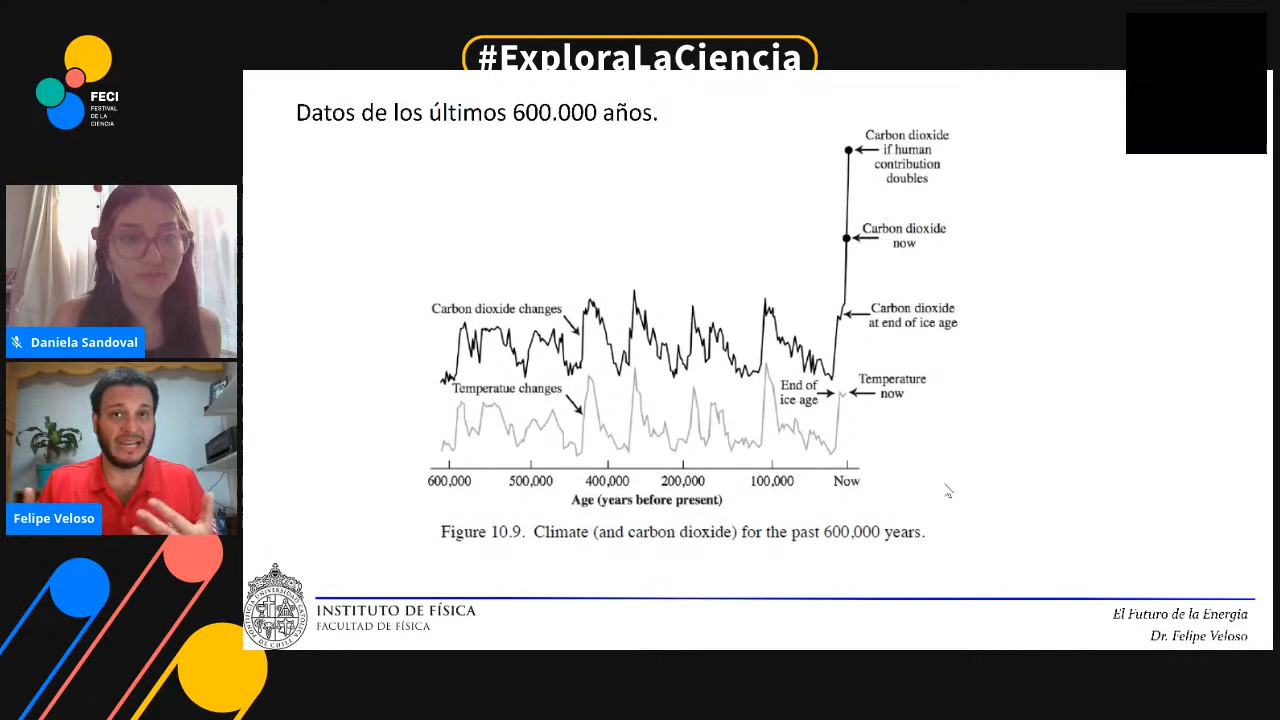 #ExploraLaCiencia
FECI
FESTIVAL
DE LA
CIENCIA
Daniela Sandoval
Felipe Veloso
Datos de los últimos 600.000 años.
Carbon dioxide
if human
contribution
doubles
Carbon dioxide
now
Carbon dioxide changes
Carbon dioxide
at end of ice age
Temperatue changes
End of
ice age
Temperature
now
600,000
500,000
400,000
200,000
100,000
Now
Age (years before present)
Figure 10.9. Climate (and carbon dioxide) for the past 600,000 years.
INSTITUTO DE FÍSICA
FACULTAD DE FÍSICA
El Futuro de la Energia
Dr. Felipe Veloso